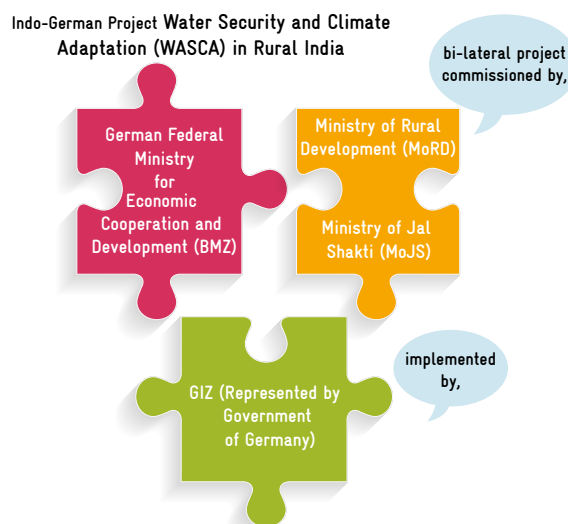 Indo-German Project Water Security and Climate
Adaptation (WASCA) in Rural India
bi-lateral project
commissioned by,
German Federal
Ministry
for
Economic
Cooperation and
Development (BMZ)
Ministry of Rural
Development (MoRD)
Ministry of Jal
Shakti (MoJS)
implemented
by,
GIZ (Represented by
Government
of Germany)